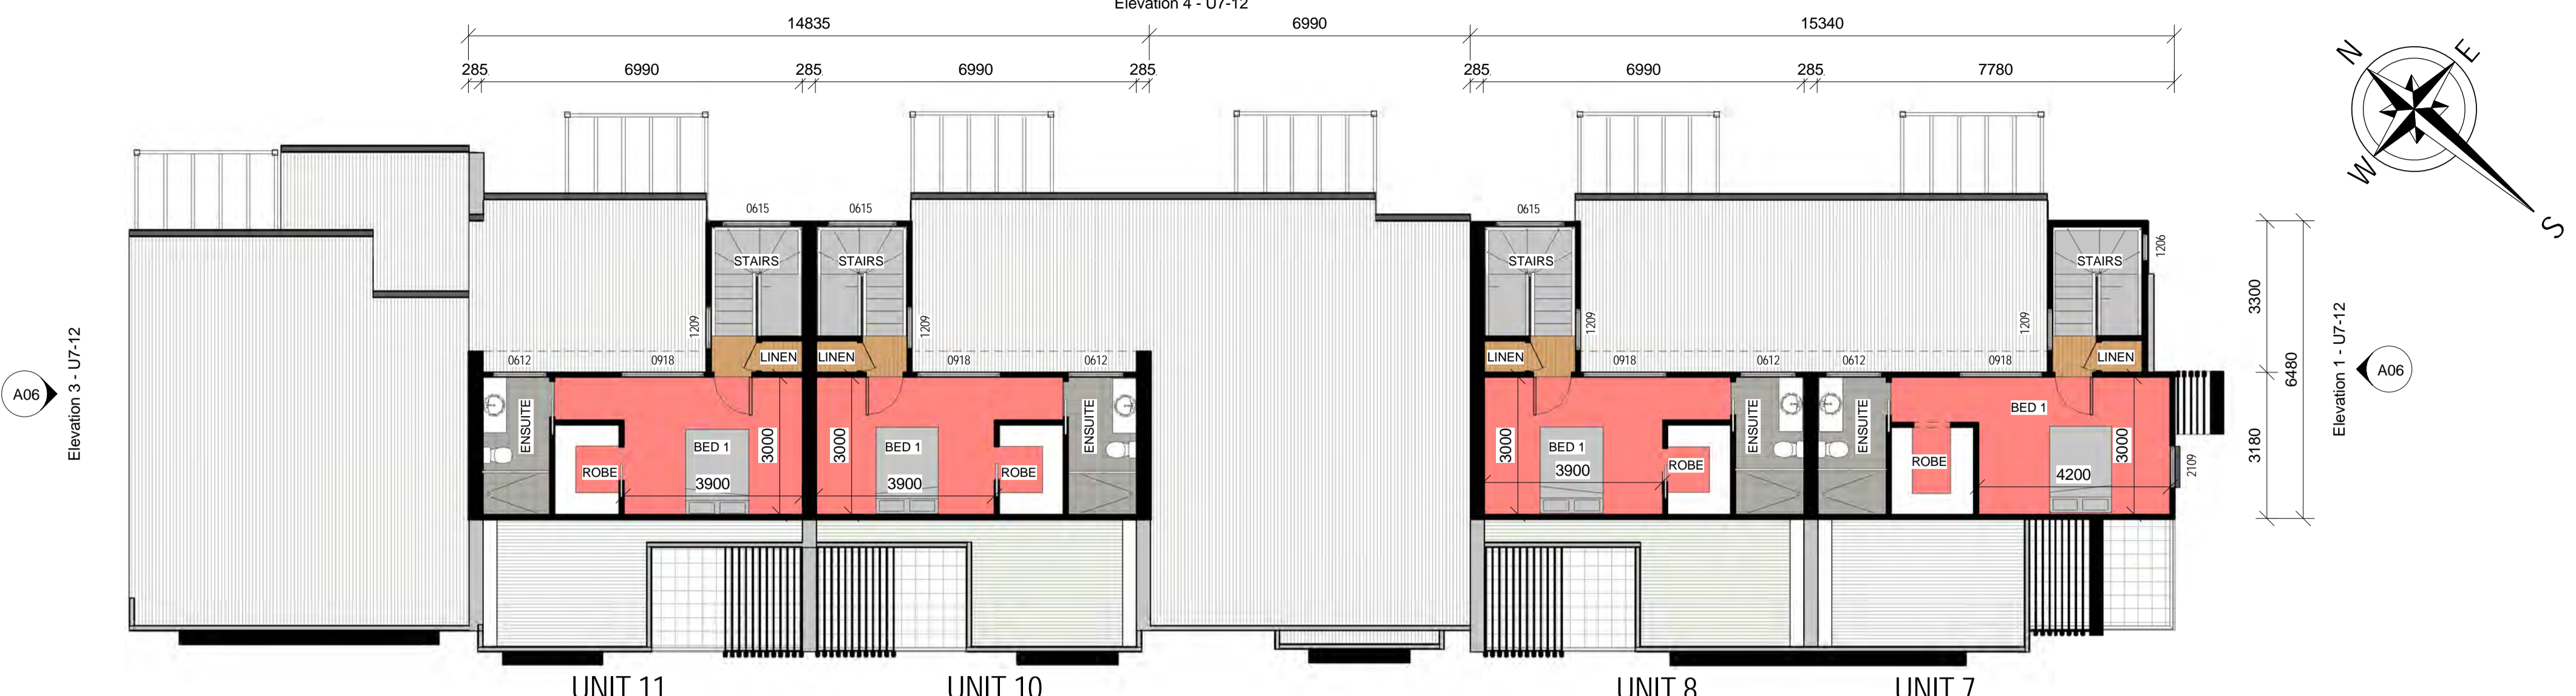 Elevation 4 - U7-12
14835
6990
15340
285
6990
285
6990
285
285
6990
285
7780
N
E
W
S
0615
0615
0615
1206
STAIRS
STAIRS
STAIRS
STAIRS
1209
1209
1209
1209
3300
6480
3180
LINEN
LINEN
LINEN
LINEN
0612
0918
0918
0612
0918
0612
0612
0918
A06
Elevation 3 - U7-12
ENSUITE
ROBE
BED 1
3900
3000
3000
BED 1
3900
ROBE
ENSUITE
3000
BED 1
3900
ROBE
ENSUITE
ENSUITE
ROBE
BED 1
4200
3000
2109
Elevation 1 - U7-12
A06
UNIT 11
UNIT 10
UNIT 8
UNIT 7